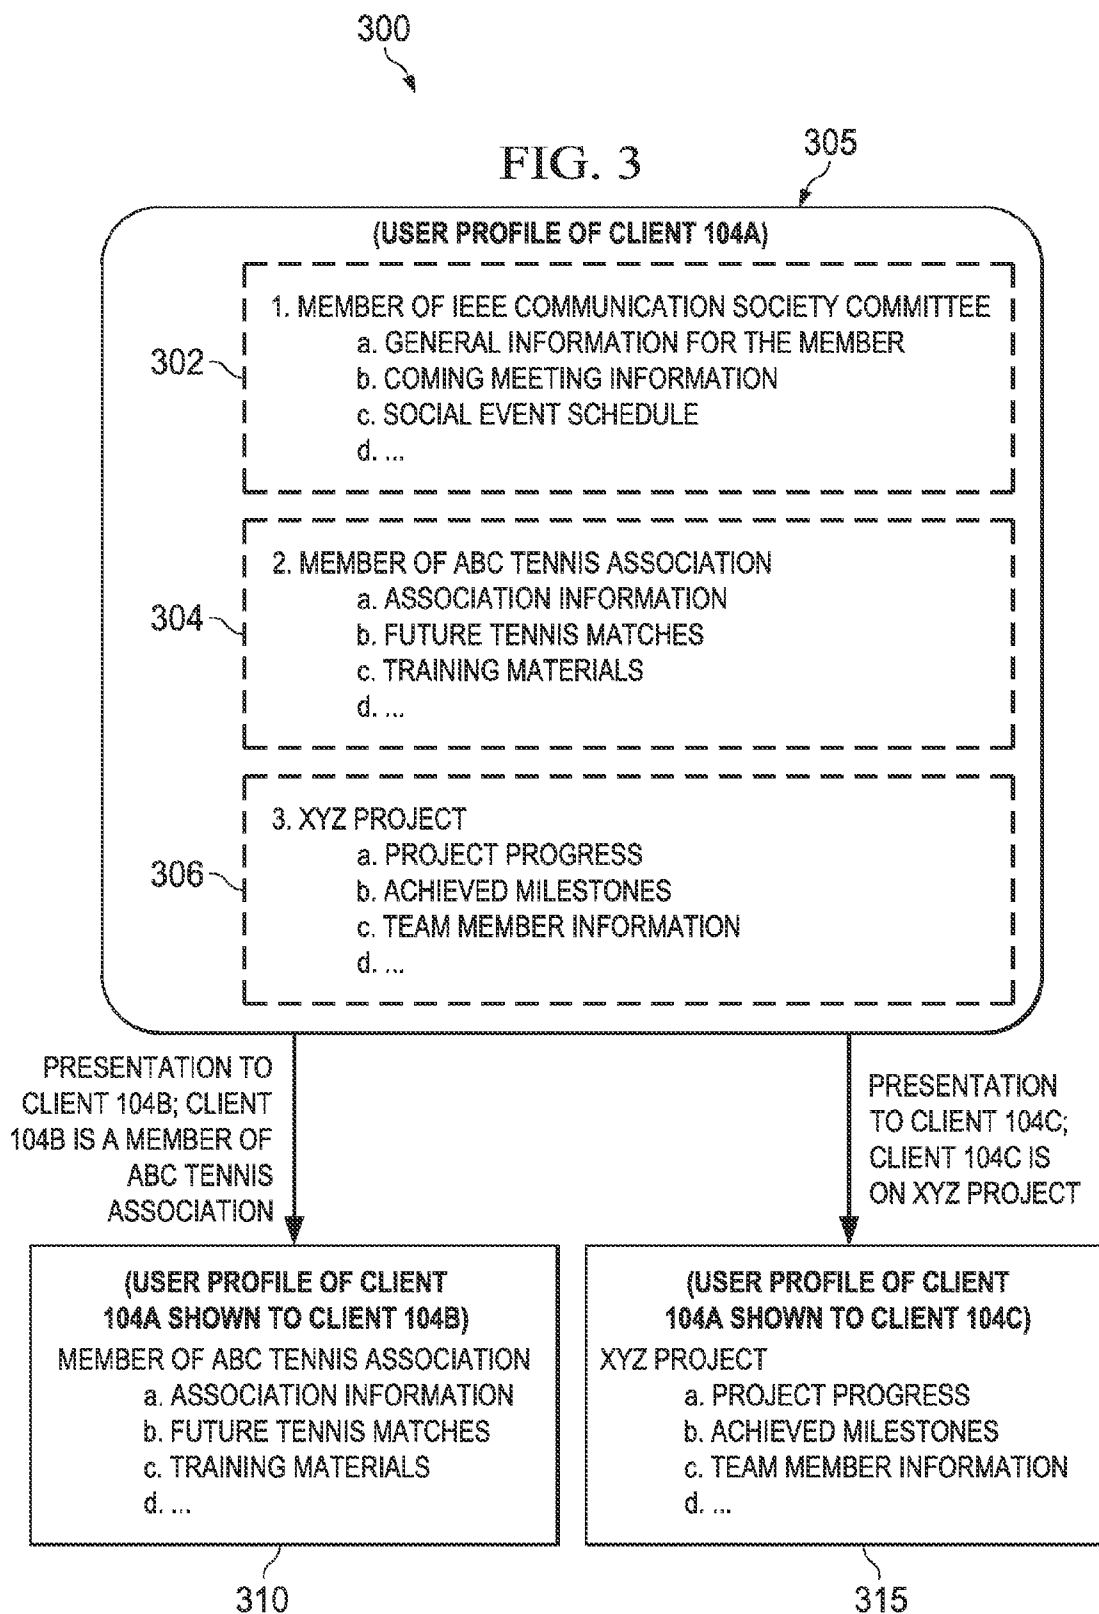 300
FIG. 3
305
(USER PROFILE OF CLIENT 104A)
1. MEMBER OF IEEE COMMUNICATION SOCIETY COMMITTEE
a. GENERAL INFORMATION FOR THE MEMBER
302
b. COMING MEETING INFORMATION
c. SOCIAL EVENT SCHEDULE
d. ...
2. MEMBER OF ABC TENNIS ASSOCIATION
a. ASSOCIATION INFORMATION
304
b. FUTURE TENNIS MATCHES
c. TRAINING MATERIALS
d. ...
3. XYZ PROJECT
a. PROJECT PROGRESS
306
b. ACHIEVED MILESTONES
c. TEAM MEMBER INFORMATION
d. ...
PRESENTATION TO
CLIENT 104B; CLIENT
104B IS A MEMBER OF
ABC TENNIS
ASSOCIATION
PRESENTATION
TO CLIENT 104C;
CLIENT 104C IS
ON XYZ PROJECT
(USER PROFILE OF CLIENT
104A SHOWN TO CLIENT 104B)
MEMBER OF ABC TENNIS ASSOCIATION
a. ASSOCIATION INFORMATION
b. FUTURE TENNIS MATCHES
c. TRAINING MATERIALS
d. ...
310
(USER PROFILE OF CLIENT
104A SHOWN TO CLIENT 104C)
XYZ PROJECT
a. PROJECT PROGRESS
b. ACHIEVED MILESTONES
c. TEAM MEMBER INFORMATION
d. ...
315